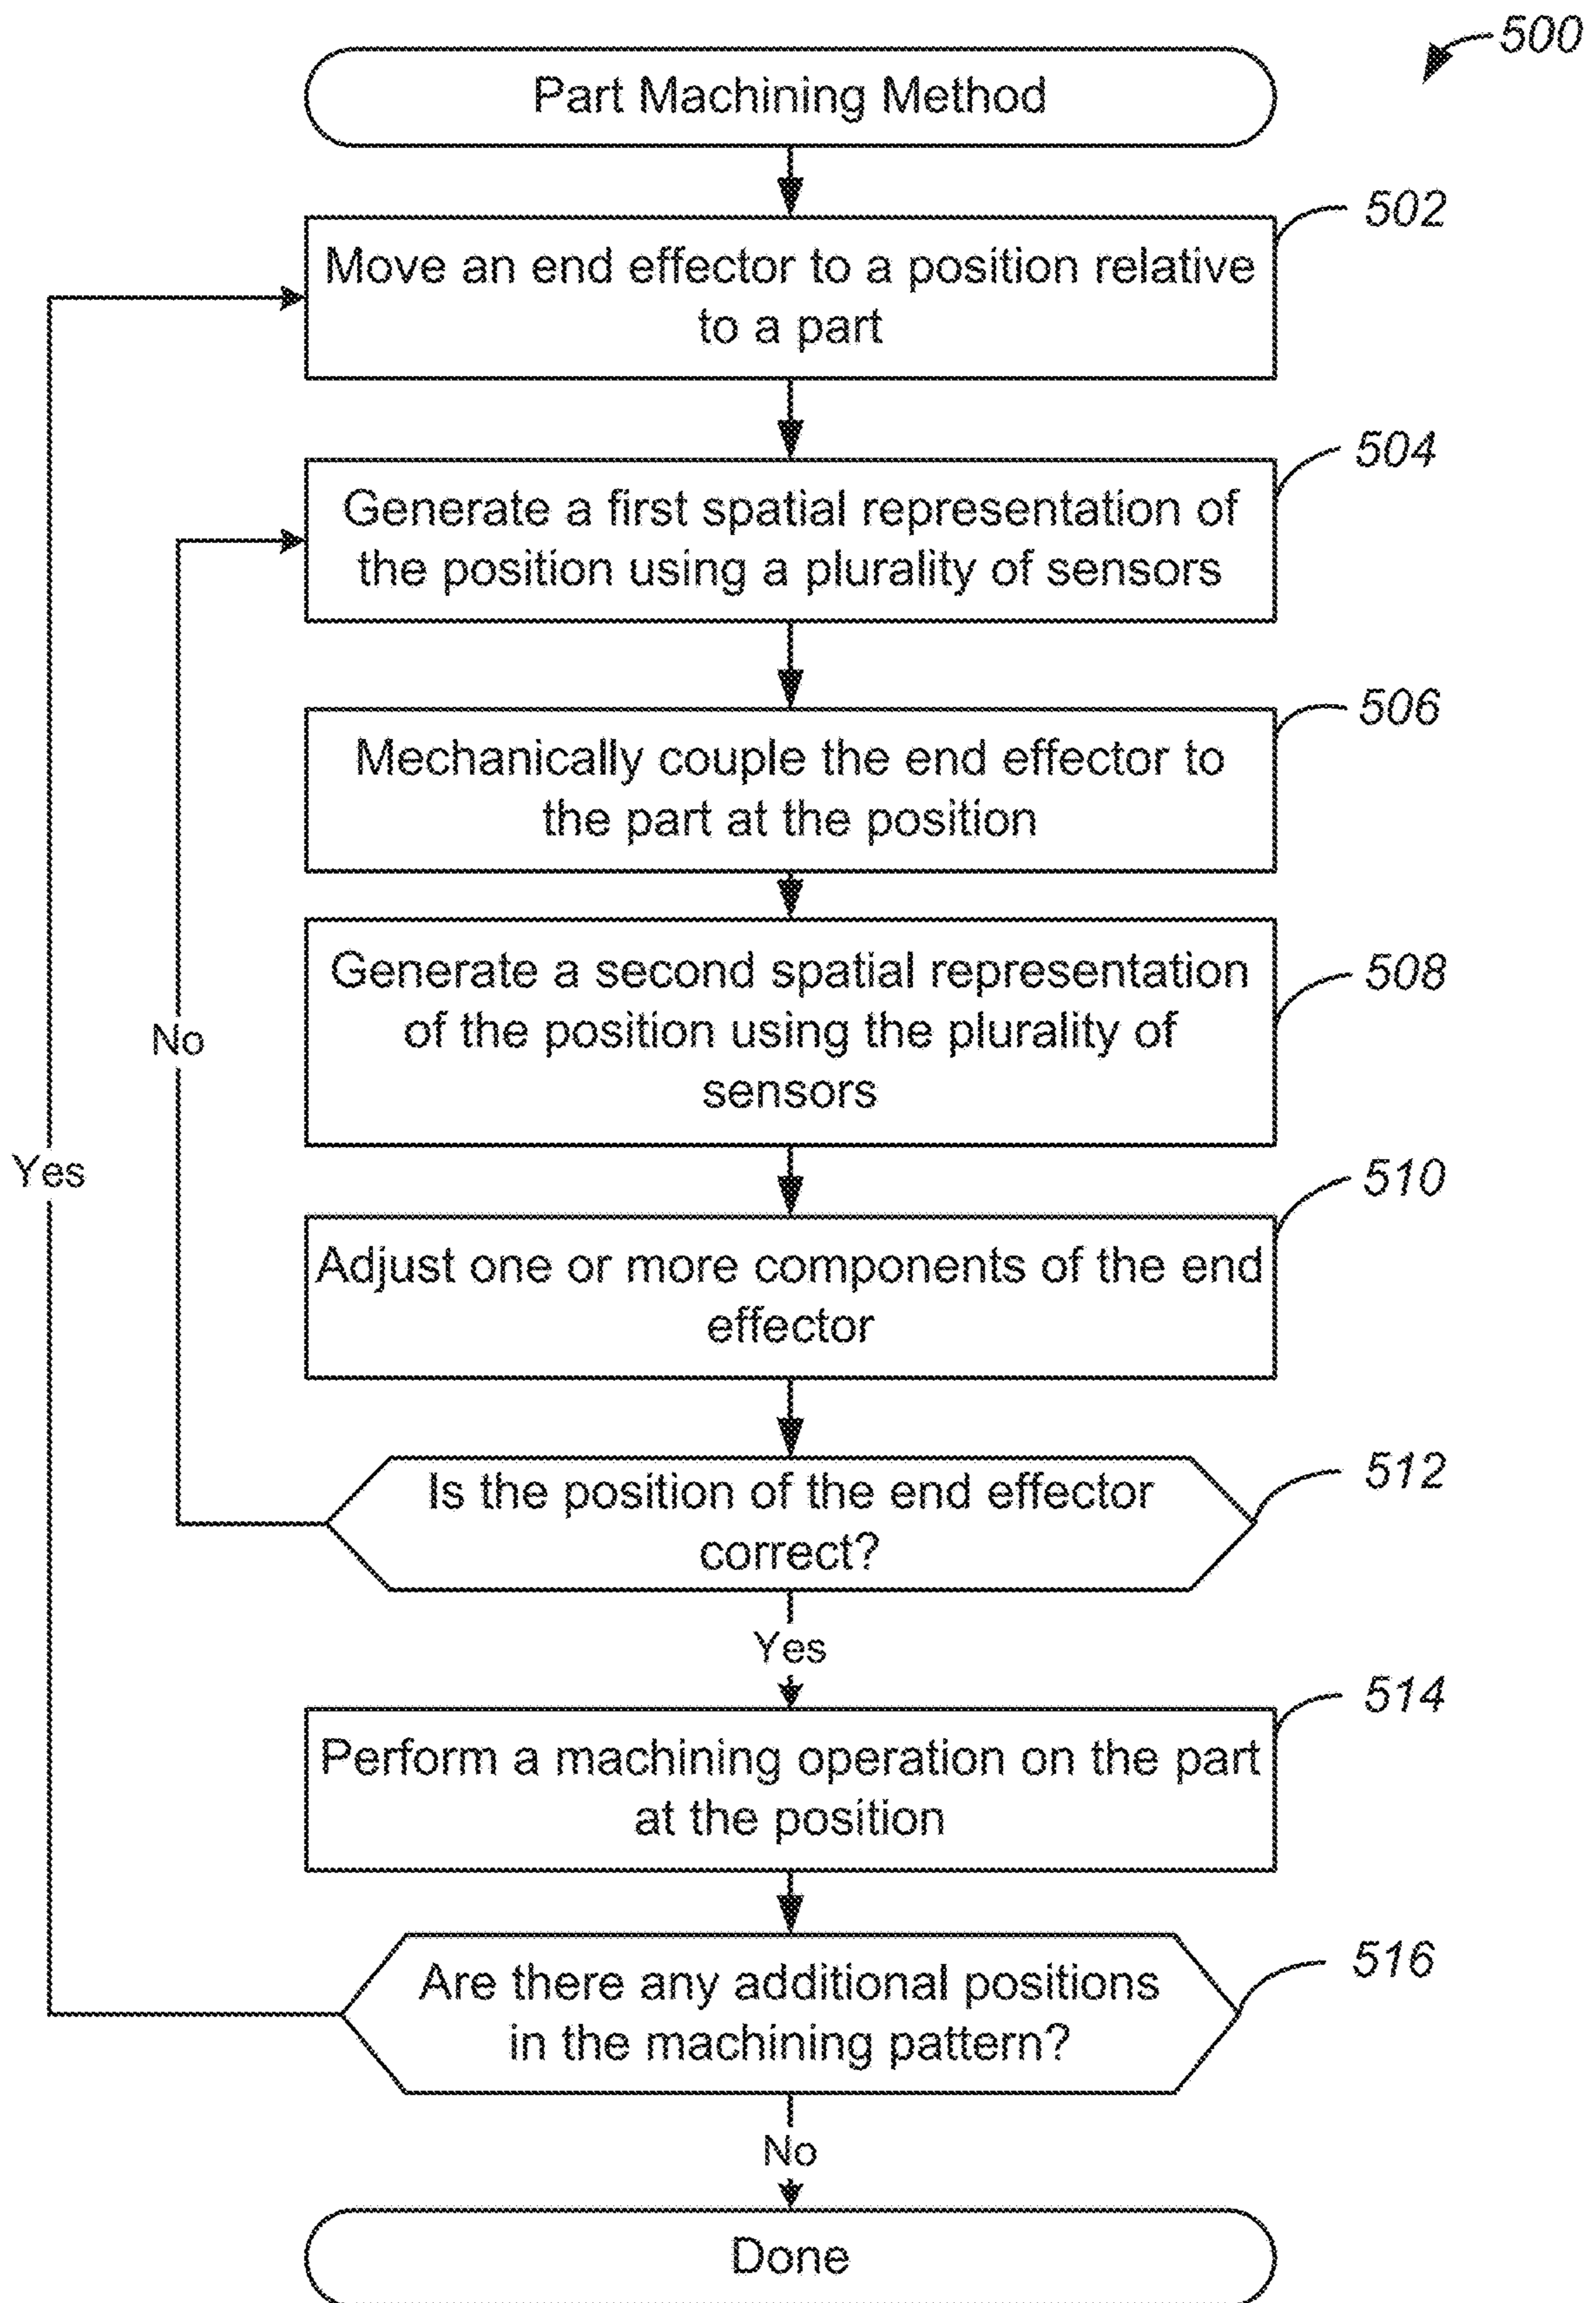 500
Part Machining Method
502
Move an end effector to a position relative
to a part
504
Generate a first spatial representation of
the position using a plurality of sensors
506
Mechanically couple the end effector to
the part at the position
508
Generate a second spatial representation
of the position using the plurality of
sensors
No
Yes
510
Adjust one or more components of the end
effector
512
Is the position of the end effector
correct?
Yes
514
Perform a machining operation on the part
at the position
516
Are there any additional positions
in the machining pattern?
No
Done